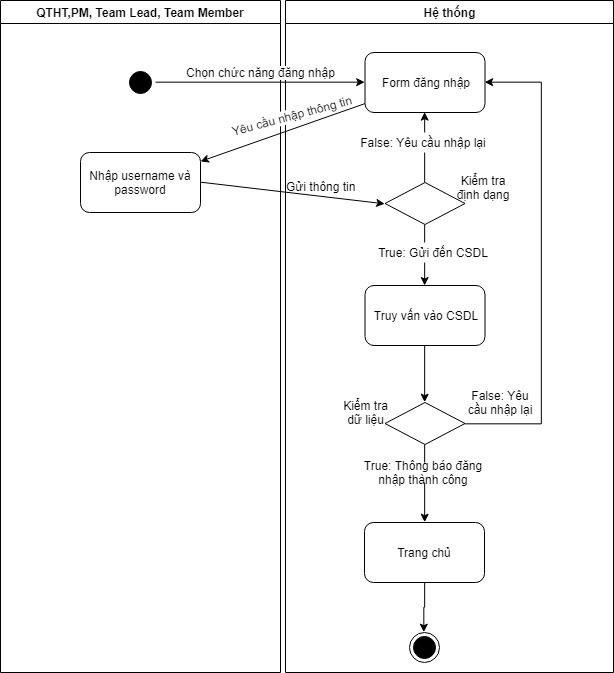 QTHT,PM, Team Lead, Team Member
Hệ thống
Chọn chức năng đăng nhập
Form đăng nhập
Yêu cầu nhập thông tin
False: Yêu cầu nhập lại
Nhập username và
password
Gửi thông tin
Kiểm tra
định dạng
True: Gửi đến CSDL
Truy vấn vào CSDL
Kiểm tra
dữ liệu
False: Yêu
cầu nhập lại
True: Thông báo đăng
nhập thành công
Trang chủ